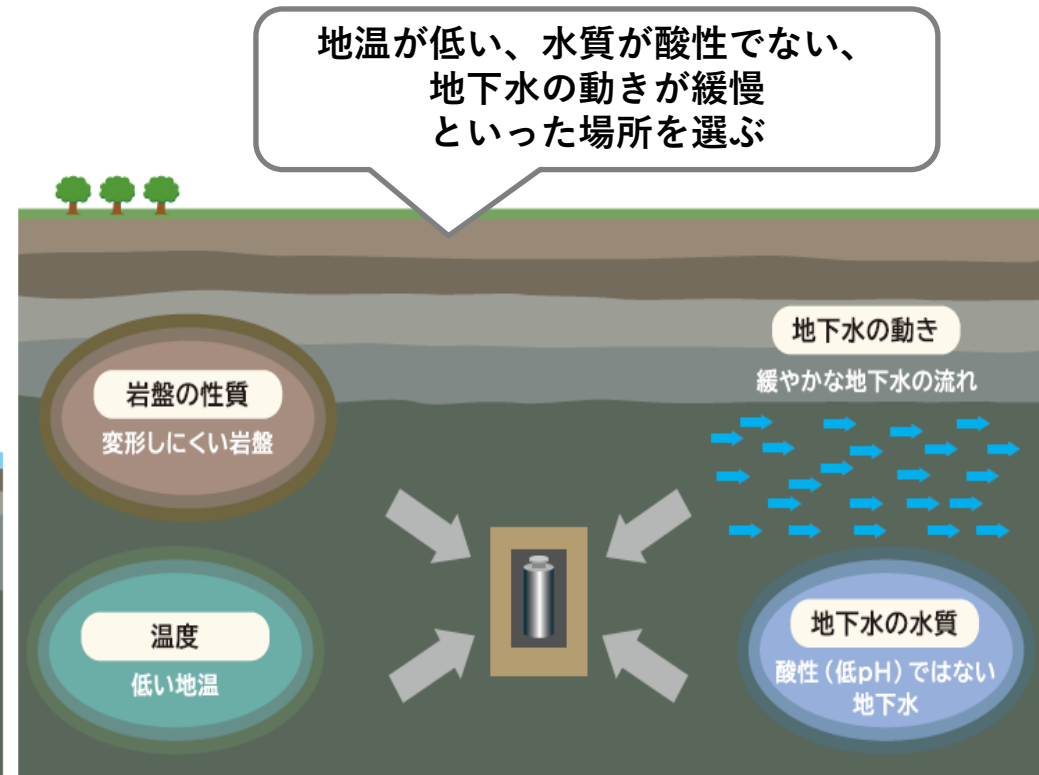 地温が低い、水質が酸性でない、
地下水の動きが緩慢
といった場所を選ぶ
岩盤の性質
変形しにくい岩盤
地下水の動き
緩やかな地下水の流れ
温度
低い地温
地下水の水質
酸性（低pH）ではない
地下水